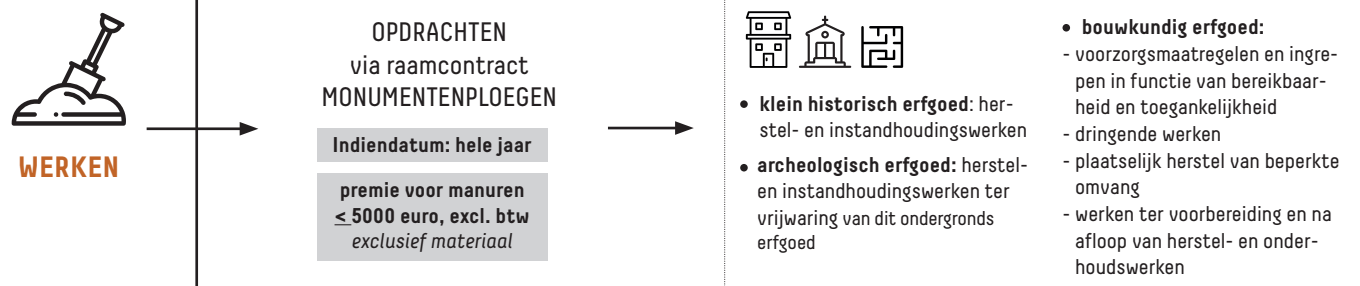 WERKEN
OPDRACHTEN
via raamcontract
MONUMENTENPLOEGEN
Indiendatum: hele jaar
premie voor manuren
< 5000 euro, excl. btw
exclusief materiaal
• klein historisch erfgoed: her-
stel- en instandhoudingswerken
• archeologisch erfgoed: herstel-
en instandhoudingswerken ter
vrijwaring van dit ondergronds
erfgoed
• bouwkundig erfgoed:
- voorzorgsmaatregelen en ingre-
pen in functie van bereikbaar-
heid en toegankelijkheid
- dringende werken
- plaatselijk herstel van beperkte
omvang
- werken ter voorbereiding en na
afloop van herstel- en onder-
houdswerken